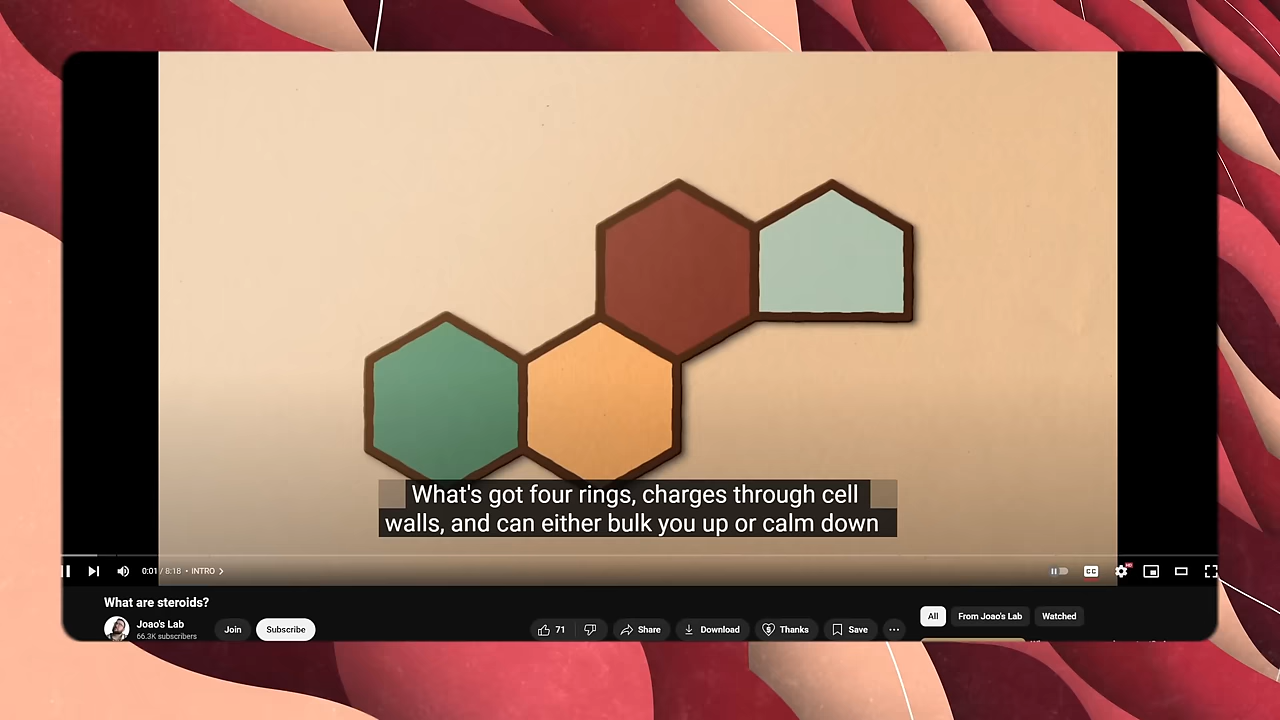 What's got four rings, charges through cell
walls, and can either bulk you up or calm down
0:01 / 8:18 • INTRO
CC
HD
What are steroids?
Joao's Lab
66.3K subscribers
Join
Subscribe
71
Share
Download
Thanks
Save
All
From Joao's Lab
Watched